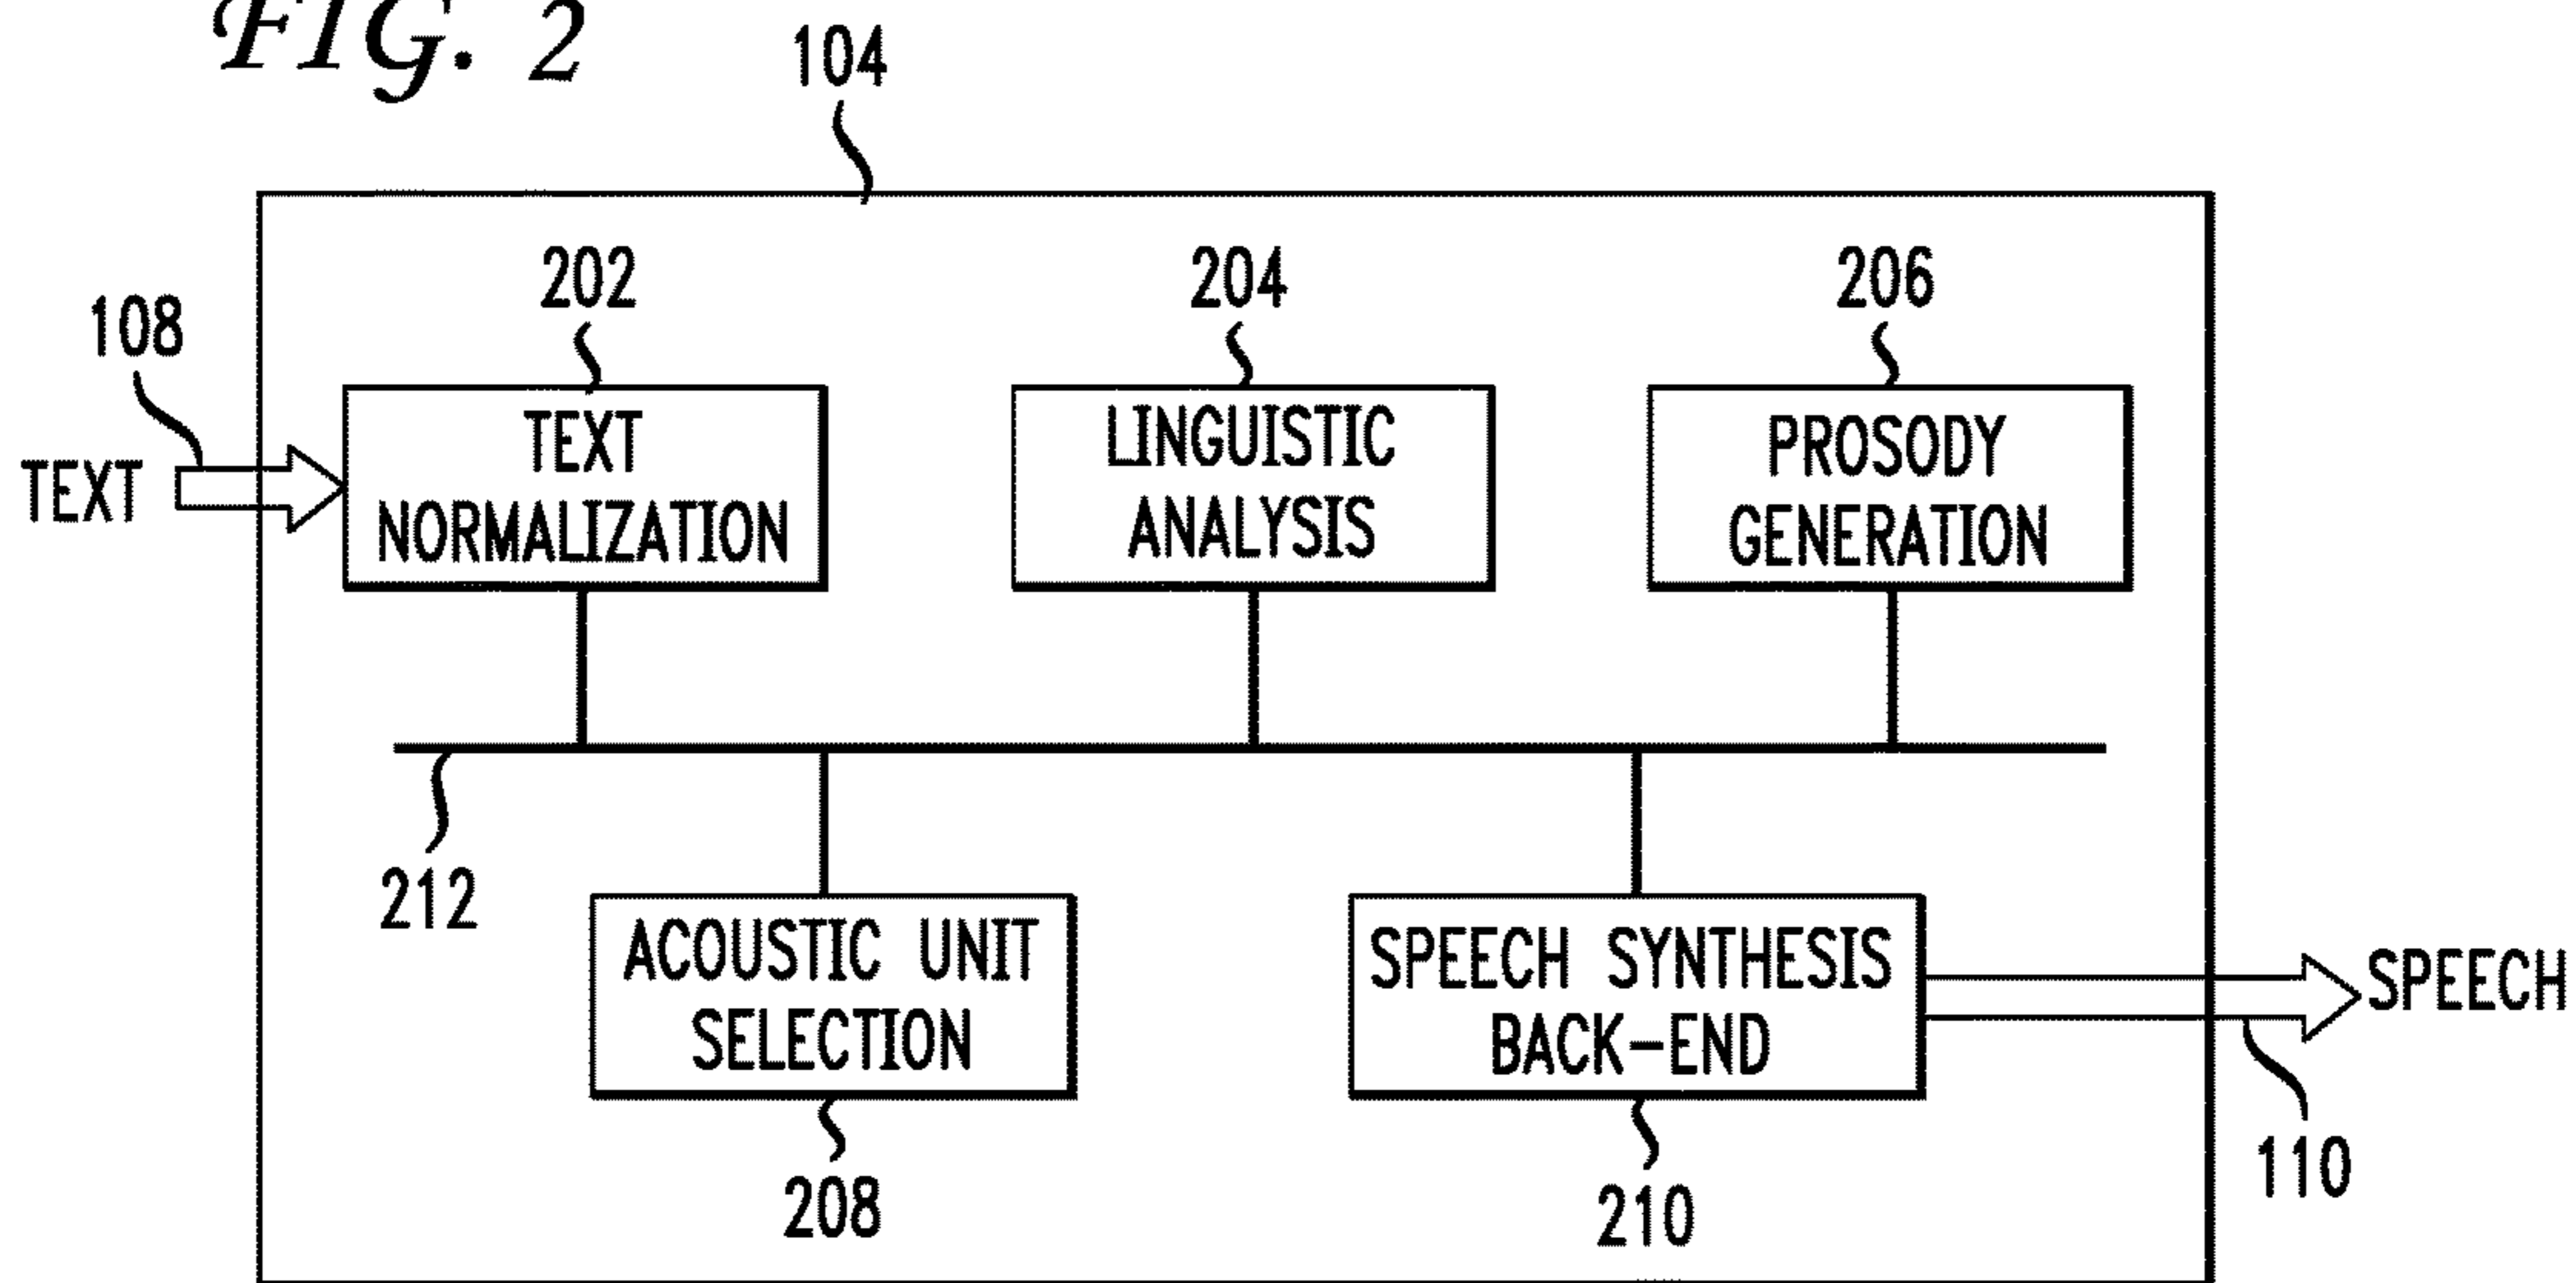 FIG. 2
104
202
204
206
108
TEXT
TEXT
NORMALIZATION
LINGUISTIC
ANALYSIS
PROSODY
GENERATION
212
ACOUSTIC UNIT
SELECTION
SPEECH SYNTHESIS
BACK-END
SPEECH
110
208
210